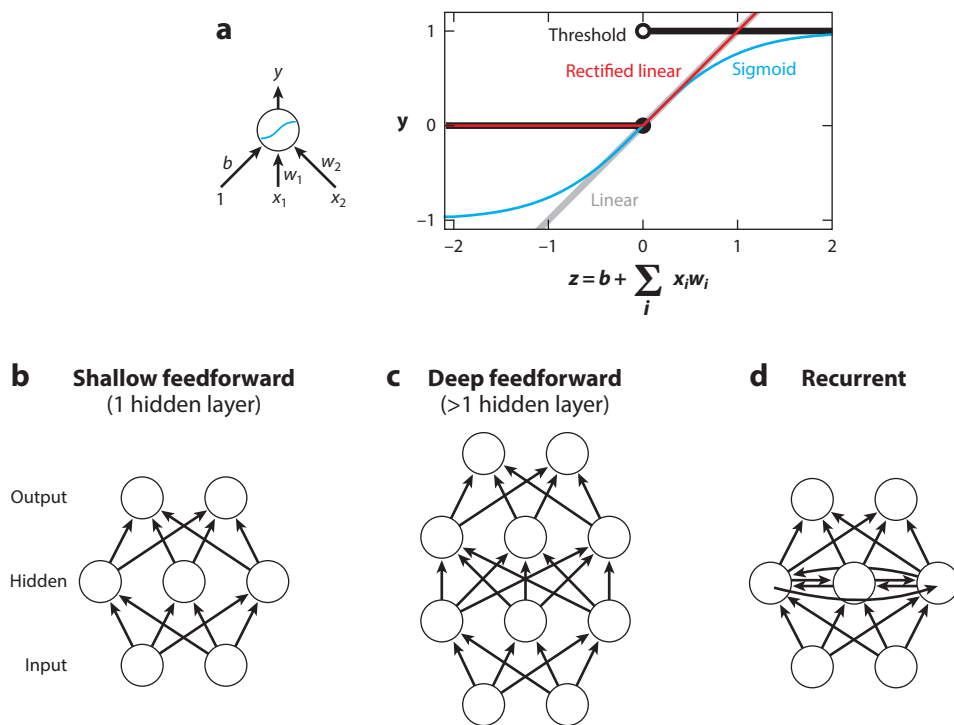 a
y
b
w1
w2
1
x1
x2
y
1
0
−1
Threshold
Rectified linear
Sigmoid
Linear
−2
−1
0
1
2
z = b + ∑ xiwi
i
b Shallow feedforward
(1 hidden layer)
Output
Hidden
Input
c Deep feedforward
(>1 hidden layer)
d Recurrent